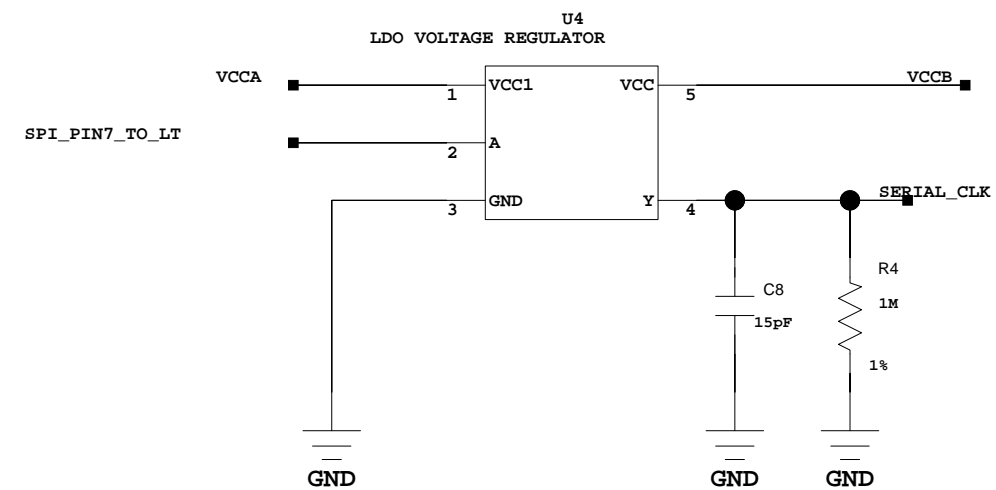 U4
LDO VOLTAGE REGULATOR
VCCA
VCC1
VCC
VCCB
1
5
SPI_PIN7_TO_LT
A
2
GND
Y
SERIAL_CLK
3
4
C8
15pF
R4
1M
1%
GND
GND
GND